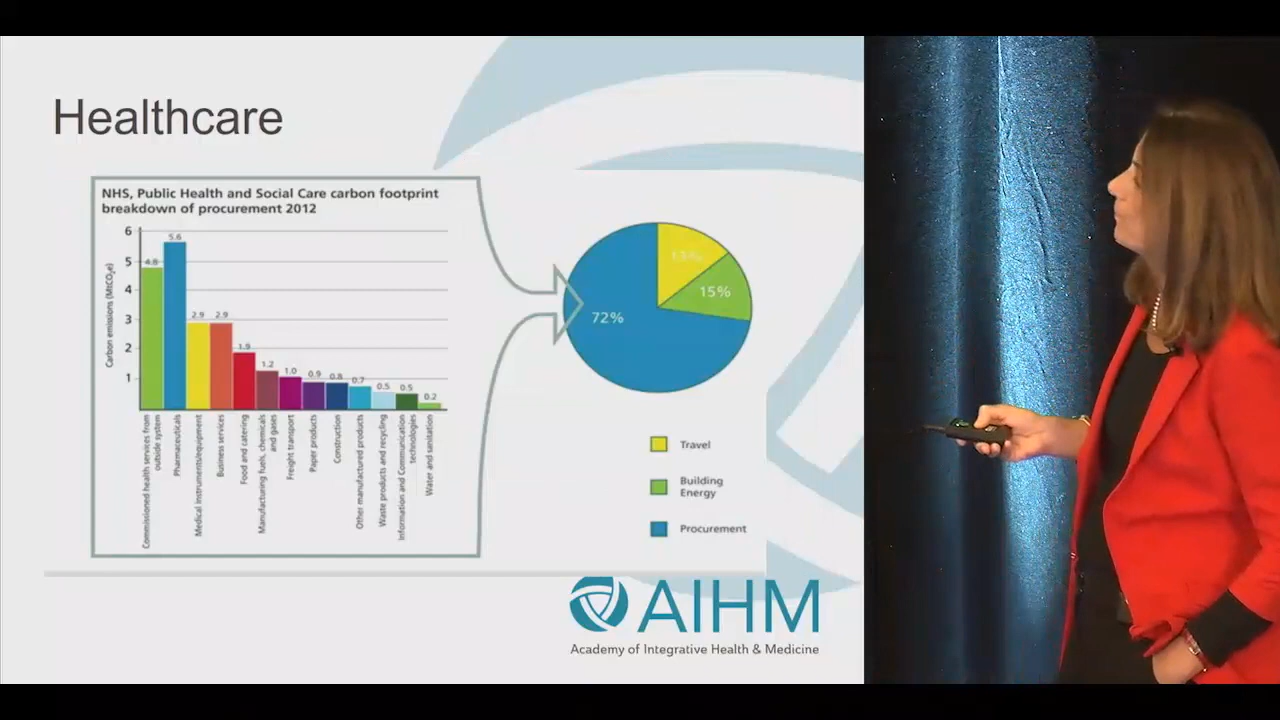 Healthcare
NHS, Public Health and Social Care carbon footprint
breakdown of procurement 2012
Carbon emissions (MtCO₂e)
6
5
4
3
2
1
4.8
5.6
2.9
2.9
1.9
1.2
1.0
0.9
0.8
0.7
0.5
0.5
0.2
Commissioned health services from
outside system
Pharmaceuticals
Medical instruments/equipment
Business services
Food and catering
Manufacturing fuels, chemicals
and gases
Freight transport
Paper products
Construction
Other manufactured products
Waste products and recycling
Information and Communication
technologies
Water and sanitation
13%
15%
72%
Travel
Building
Energy
Procurement
AIHM
Academy of Integrative Health & Medicine